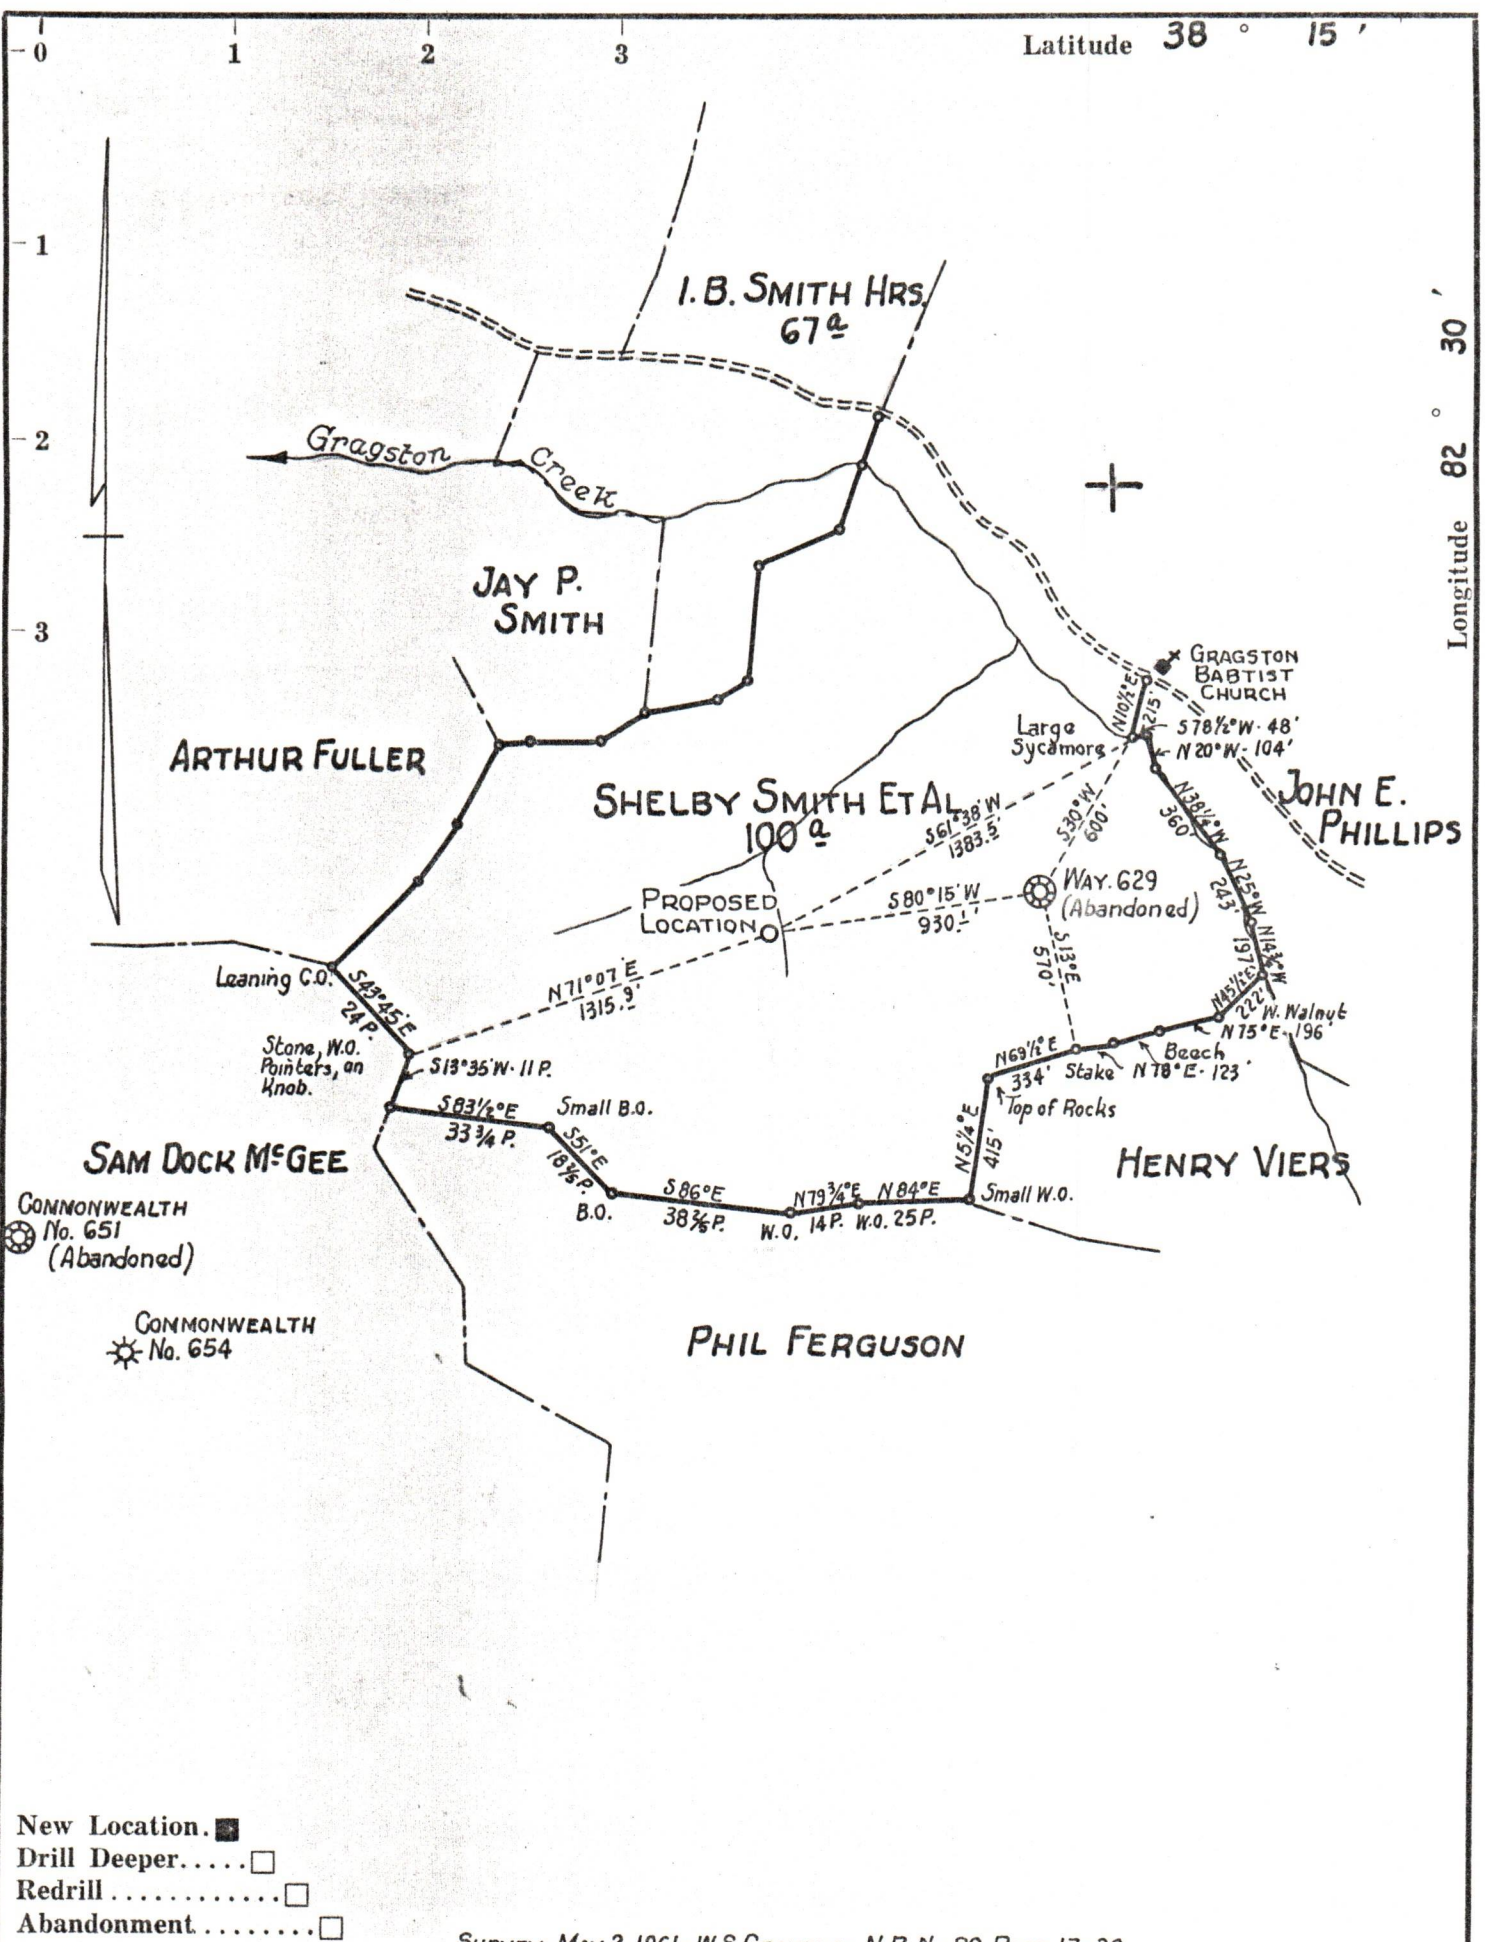 0 1 2 3 Latitude 38 ° 15 '
1
2
3
Longitude 82 ° 30 '
I. B. SMITH HRS.
67 a
Gragston Creek
JAY P.
SMITH
GRAGSTON
BABTIST
CHURCH
N10½°E
215'
S78½°W - 48'
N20°W - 104'
Large
Sycamore
ARTHUR FULLER
SHELBY SMITH ET AL
100 a
JOHN E.
PHILLIPS
N38½°W
360'
S61°38'W
1383.5'
S30°W
600'
WAY. 629
(Abandoned)
N25°W
243'
PROPOSED
LOCATION
S80°15'W
930.1'
S13°E
570'
N14¾°W
197'
Leaning C.O.
S43°45'E
24 P.
N71°07'E
1315.9'
N45½°E
222'
W. Walnut
N75°E - 196'
Stone, W.O.
Pointers, on
Knob.
S13°35'W - 11 P.
N69½°E
334'
Stake
Beech
N78°E - 123'
Top of Rocks
S83½°E
33¾ P.
Small B.O.
S51°E
18⅖ P.
N5¼°E
415'
SAM DOCK McGEE
HENRY VIERS
B.O.
S86°E
38⅖ P.
W.O.
N79¾°E
14 P.
W.O.
N84°E
25 P.
Small W.O.
COMMONWEALTH
No. 651
(Abandoned)
COMMONWEALTH
No. 654
PHIL FERGUSON
New Location. ■
Drill Deeper..... □
Redrill ............ □
Abandonment ........ □